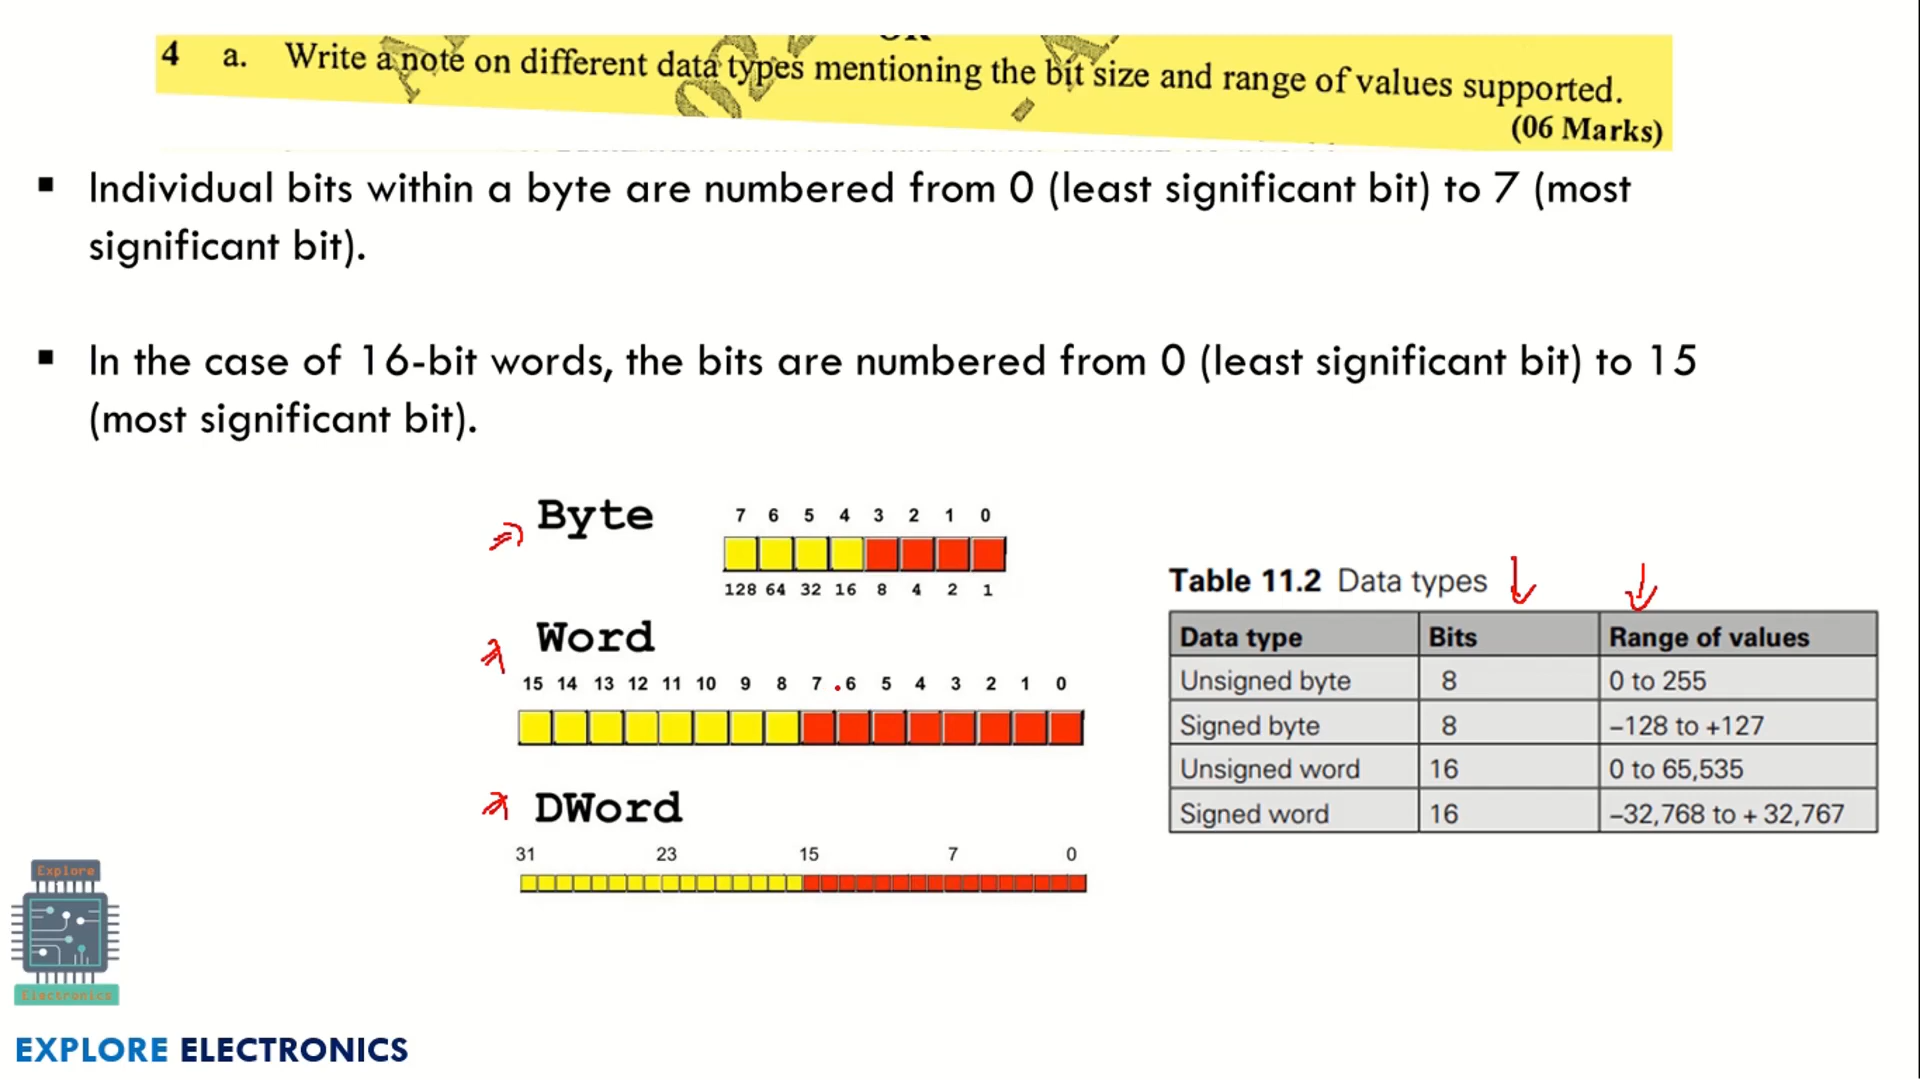 4 a. Write a note on different data types mentioning the bit size and range of values supported.
(06 Marks)
▪ Individual bits within a byte are numbered from 0 (least significant bit) to 7 (most
significant bit).
▪ In the case of 16-bit words, the bits are numbered from 0 (least significant bit) to 15
(most significant bit).
Byte
7 6 5 4 3 2 1 0
128 64 32 16 8 4 2 1
Word
15 14 13 12 11 10 9 8 7 6 5 4 3 2 1 0
DWord
31 23 15 7 0
Table 11.2 Data types
Data type Bits Range of values
Unsigned byte 8 0 to 255
Signed byte 8 –128 to +127
Unsigned word 16 0 to 65,535
Signed word 16 –32,768 to + 32,767
Explore
Electronics
EXPLORE ELECTRONICS